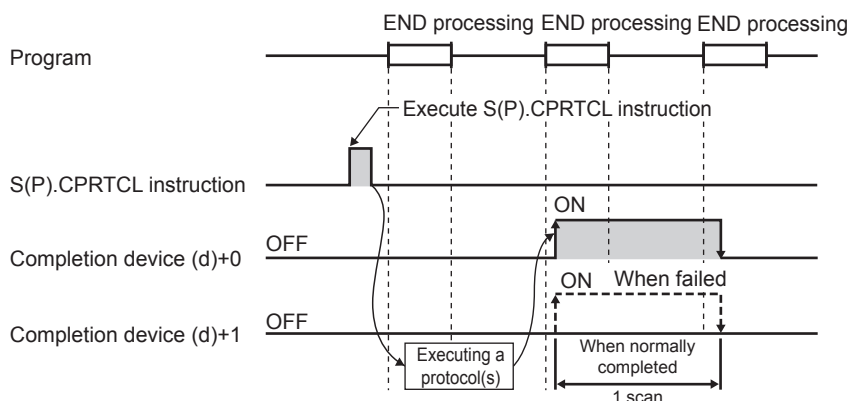 END processing END processing END processing
Program
Execute S(P).CPRTCL instruction
S(P).CPRTCL instruction
ON
OFF
Completion device (d)+0
ON When failed
OFF
Completion device (d)+1
Executing a
protocol(s)
When normally
completed
1 scan